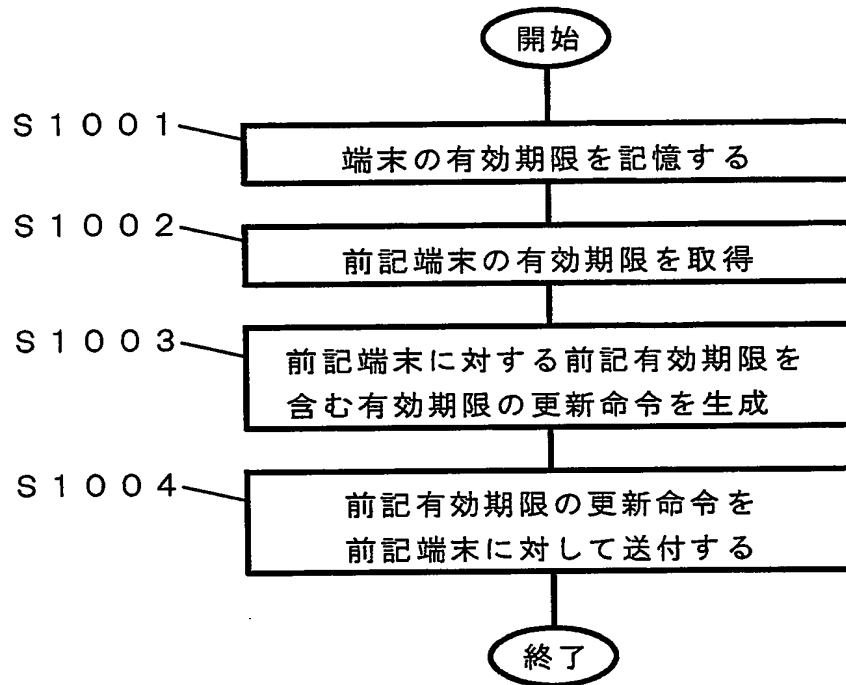 開始
S1001
端末の有効期限を記憶する
S1002
前記端末の有効期限を取得
S1003
前記端末に対する前記有効期限を
含む有効期限の更新命令を生成
S1004
前記有効期限の更新命令を
前記端末に対して送付する
終了